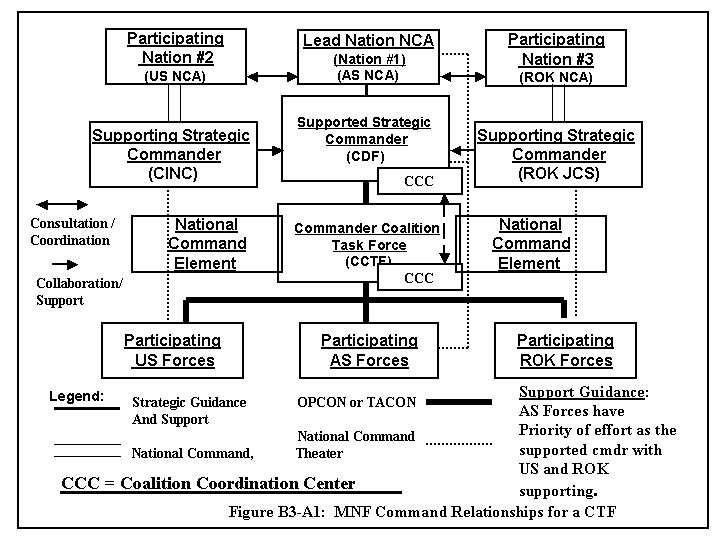 Participating
Nation #2
(US NCA)
Lead Nation NCA
(Nation #1)
(AS NCA)
Participating
Nation #3
(ROK NCA)
Supporting Strategic
Commander
(CINC)
Supported Strategic
Commander
(CDF)
CCC
Supporting Strategic
Commander
(ROK JCS)
Consultation /
Coordination
Collaboration/
Support
National
Command
Element
Commander Coalition
Task Force
(CCTF)
CCC
National
Command
Element
Participating
US Forces
Participating
AS Forces
Participating
ROK Forces
Legend:
Strategic Guidance
And Support
OPCON or TACON
National Command,
National Command
Theater
Support Guidance:
AS Forces have
Priority of effort as the
supported cmdr with
US and ROK
supporting.
CCC = Coalition Coordination Center
Figure B3-A1: MNF Command Relationships for a CTF